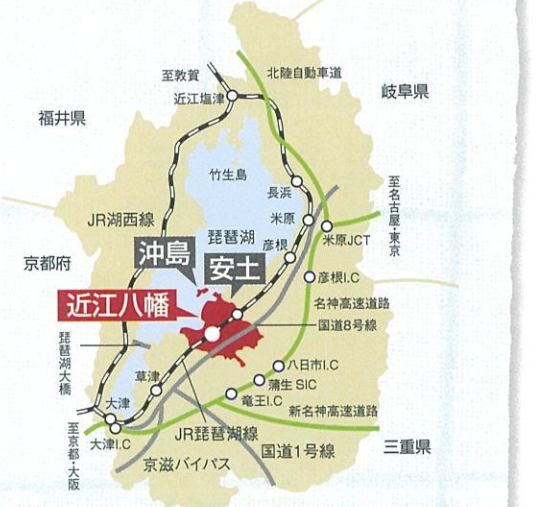 至敦賀
北陸自動車道
近江塩津
岐阜県
福井県
竹生島
長浜
至名古屋・東京
JR湖西線
米原
琵琶湖
米原JCT
沖島
彦根
京都府
安土
彦根I.C
近江八幡
名神高速道路
国道8号線
琵琶湖大橋
八日市I.C
草津
蒲生SIC
竜王I.C
大津
新名神高速道路
大津I.C
至京都・大阪
JR琵琶湖線
国道1号線
三重県
京滋バイパス